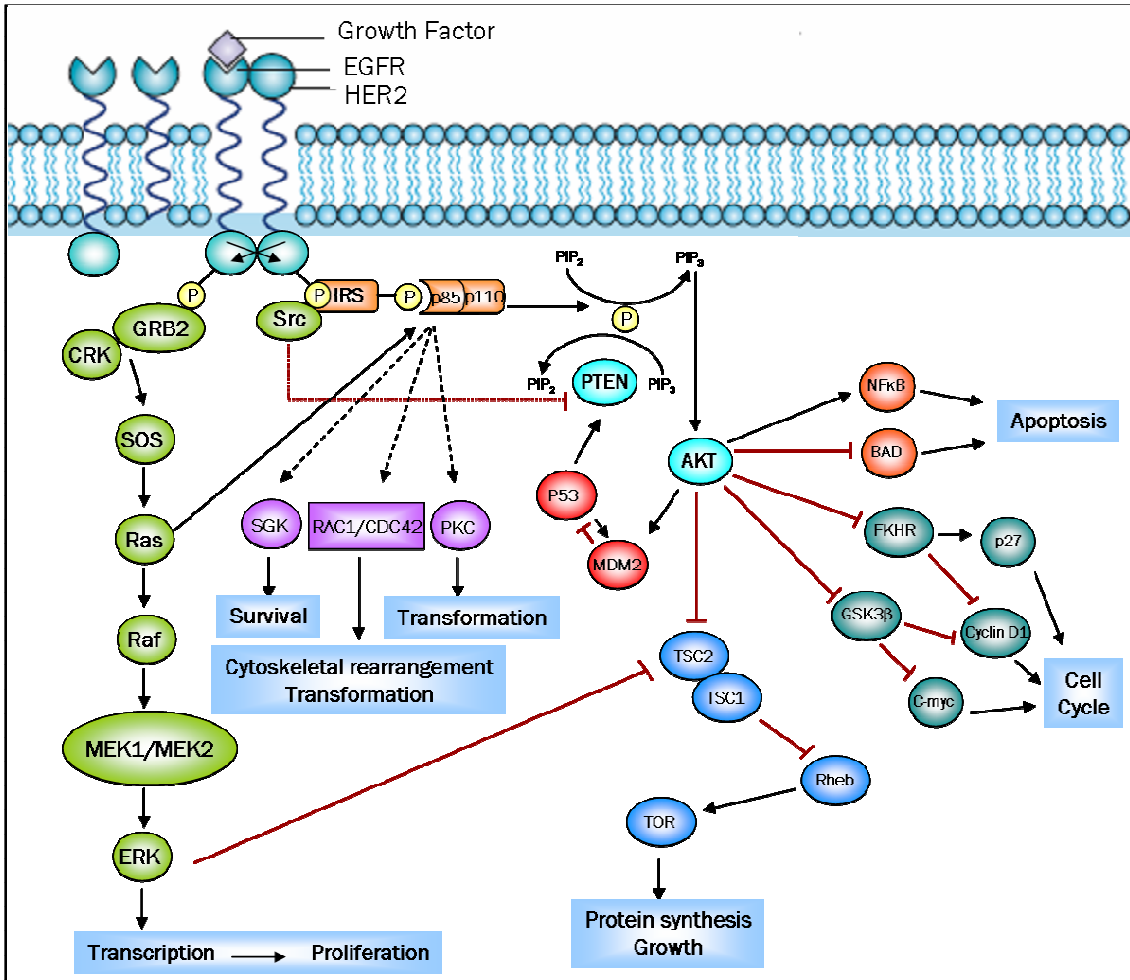 Growth Factor
EGFR
HER2
PIP2
PIP3
P
P
IRS
P
p85
p110
P
GRB2
Src
CRK
PIP2
PTEN
PIP3
NFκB
Apoptosis
SOS
AKT
BAD
P53
SGK
RAC1/CDC42
PKC
FKHR
p27
Ras
MDM2
Survival
Transformation
GSK3β
Cyclin D1
Raf
Cytoskeletal rearrangement
Transformation
TSC2
TSC1
C-myc
Cell
Cycle
MEK1/MEK2
Rheb
TOR
ERK
Protein synthesis
Growth
Transcription → Proliferation